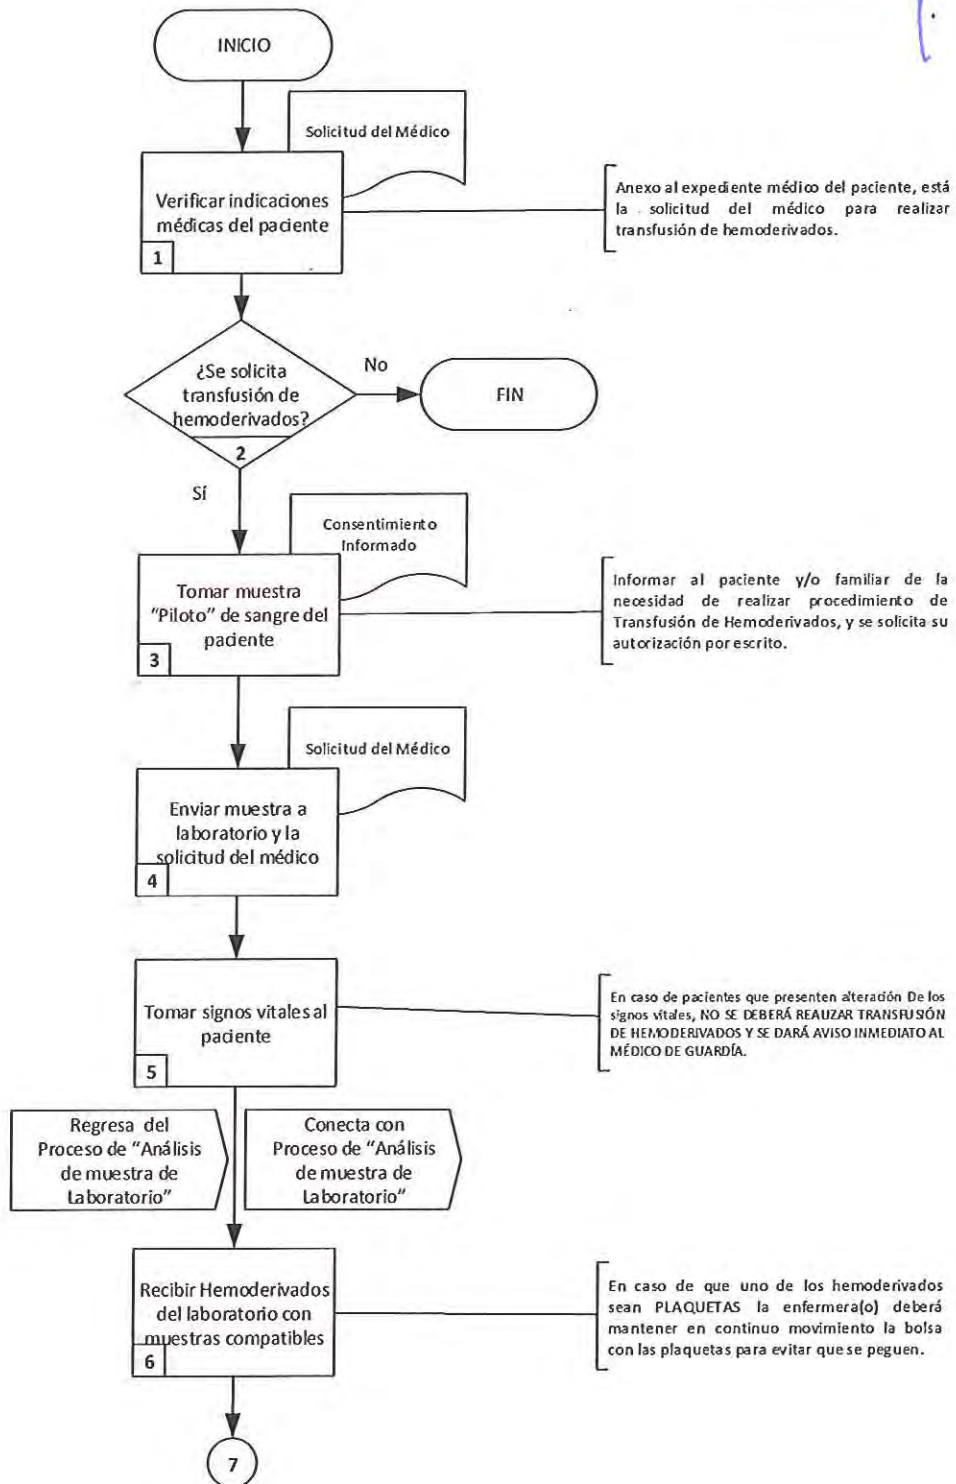 INICIO
Solicitud del Médico
Verificar indicaciones
médicas del paciente
1
Anexo al expediente médico del paciente, está
la solicitud del médico para realizar
transfusión de hemoderivados.
¿Se solicita
transfusión de
hemoderivados?
2
No
FIN
Sí
Consentimiento
Informado
Tomar muestra
"Piloto" de sangre del
paciente
3
Informar al paciente y/o familiar de la
necesidad de realizar procedimiento de
Transfusión de Hemoderivados, y se solicita su
autorización por escrito.
Solicitud del Médico
Enviar muestra a
laboratorio y la
solicitud del médico
4
Tomar signos vitales al
paciente
5
En caso de pacientes que presenten alteración De los
signos vitales, NO SE DEBERÁ REALIZAR TRANSFUSIÓN
DE HEMODERIVADOS Y SE DARÁ AVISO INMEDIATO AL
MÉDICO DE GUARDÍA.
Regresa del
Proceso de "Análisis
de muestra de
Laboratorio"
Conecta con
Proceso de "Análisis
de muestra de
Laboratorio"
Recibir Hemoderivados
del laboratorio con
muestras compatibles
6
En caso de que uno de los hemoderivados
sean PLAQUETAS la enfermera(o) deberá
mantener en continuo movimiento la bolsa
con las plaquetas para evitar que se peguen.
7